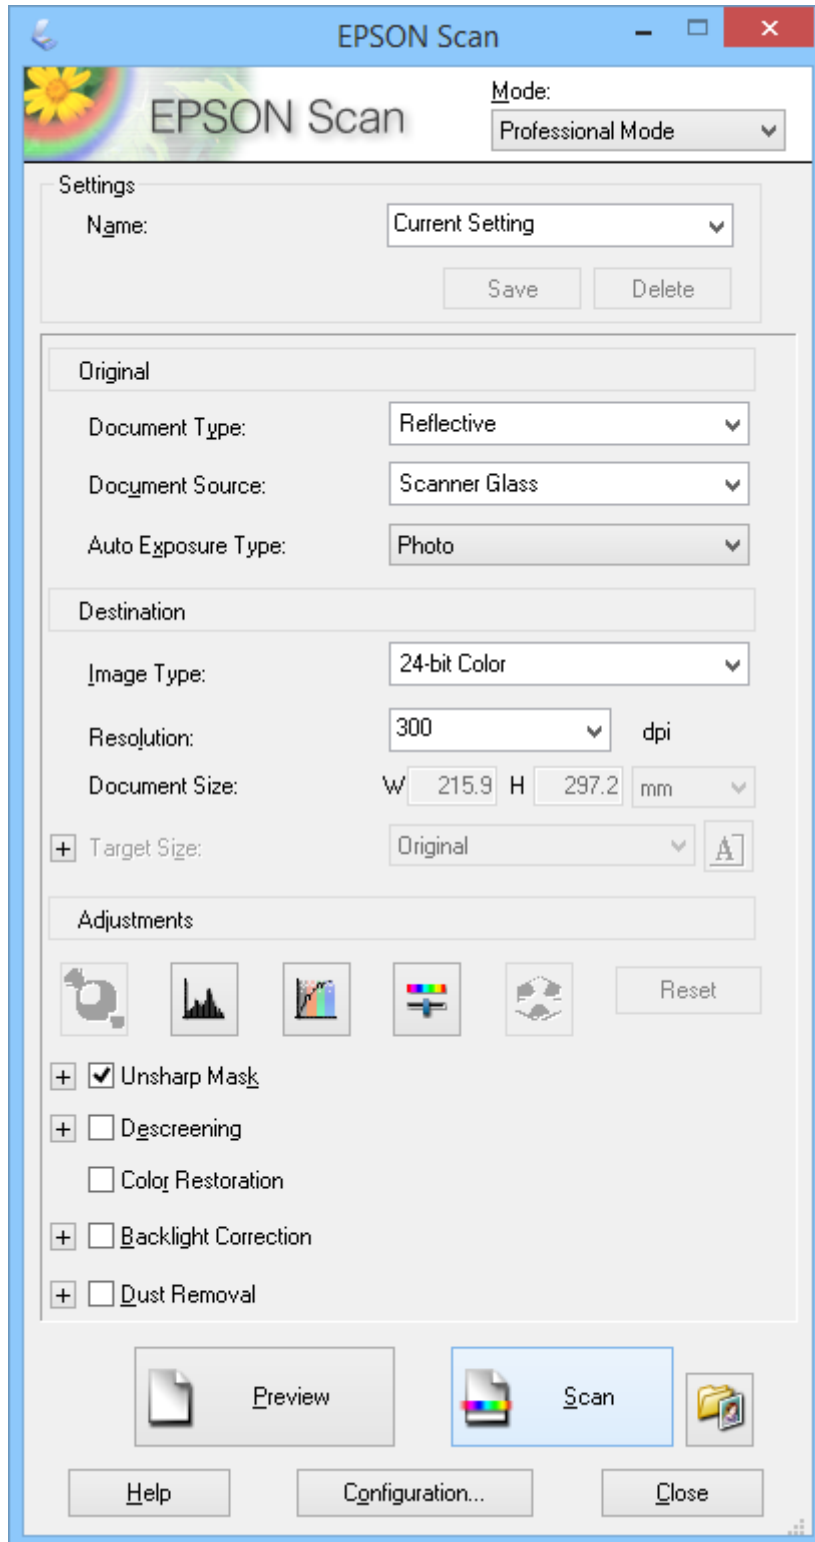 EPSON Scan
EPSON Scan
Mode:
Professional Mode
Settings
Name: Current Setting
Save Delete
Original
Document Type: Reflective
Document Source: Scanner Glass
Auto Exposure Type: Photo
Destination
Image Type: 24-bit Color
Resolution: 300 dpi
Document Size: W 215.9 H 297.2 mm
+ Target Size: Original A
Adjustments
Reset
+ Unsharp Mask
+ Descreening
Color Restoration
+ Backlight Correction
+ Dust Removal
Preview Scan
Help Configuration... Close